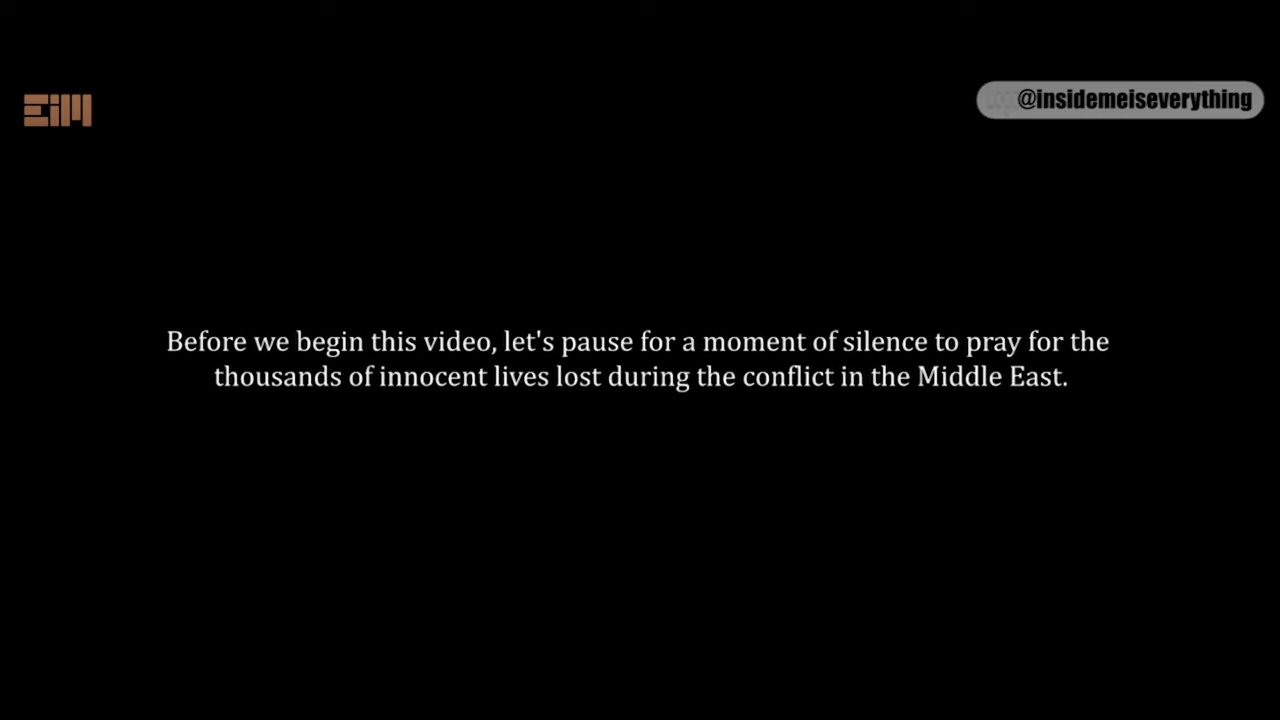 EiM
@insidemeiseverything
Before we begin this video, let's pause for a moment of silence to pray for the
thousands of innocent lives lost during the conflict in the Middle East.